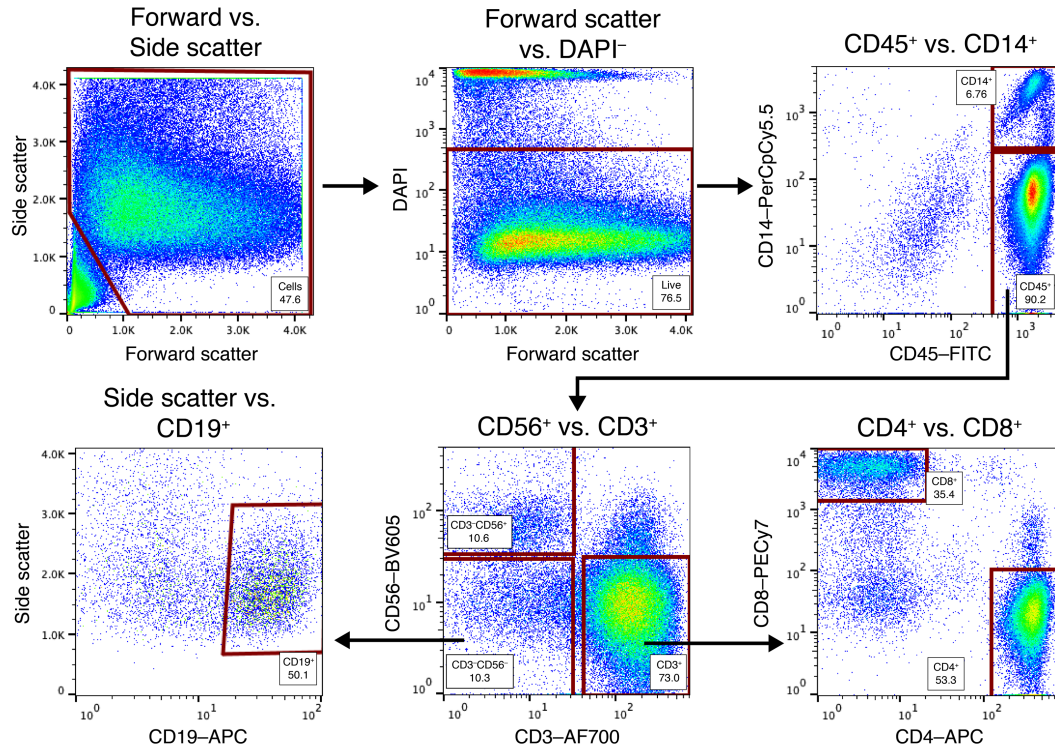 Forward vs.
Side scatter
Side scatter
4.0K
3.0K
2.0K
1.0K
0
Cells
47.6
0
1.0K
2.0K
3.0K
4.0K
Forward scatter
Forward scatter
vs. DAPI⁻
DAPI
10⁴
10³
10²
10¹
10⁰
Live
76.5
0
1.0K
2.0K
3.0K
4.0K
Forward scatter
CD45⁺ vs. CD14⁺
CD14–PerCpCy5.5
10³
10²
10¹
10⁰
CD14⁺
6.76
CD45⁺
90.2
10⁰
10¹
10²
10³
CD45–FITC
Side scatter vs.
CD19⁺
Side scatter
4.0K
3.0K
2.0K
1.0K
0
CD19⁺
50.1
10⁰
10¹
10²
CD19–APC
CD56⁺ vs. CD3⁺
CD56–BV605
10²
10¹
10⁰
CD3⁻CD56⁺
10.6
CD3⁻CD56⁻
10.3
CD3⁺
73.0
10⁰
10¹
10²
CD3–AF700
CD4⁺ vs. CD8⁺
CD8–PECy7
10⁴
10³
10²
10¹
10⁰
CD8⁺
35.4
CD4⁺
53.3
10⁰
10¹
10²
10³
CD4–APC